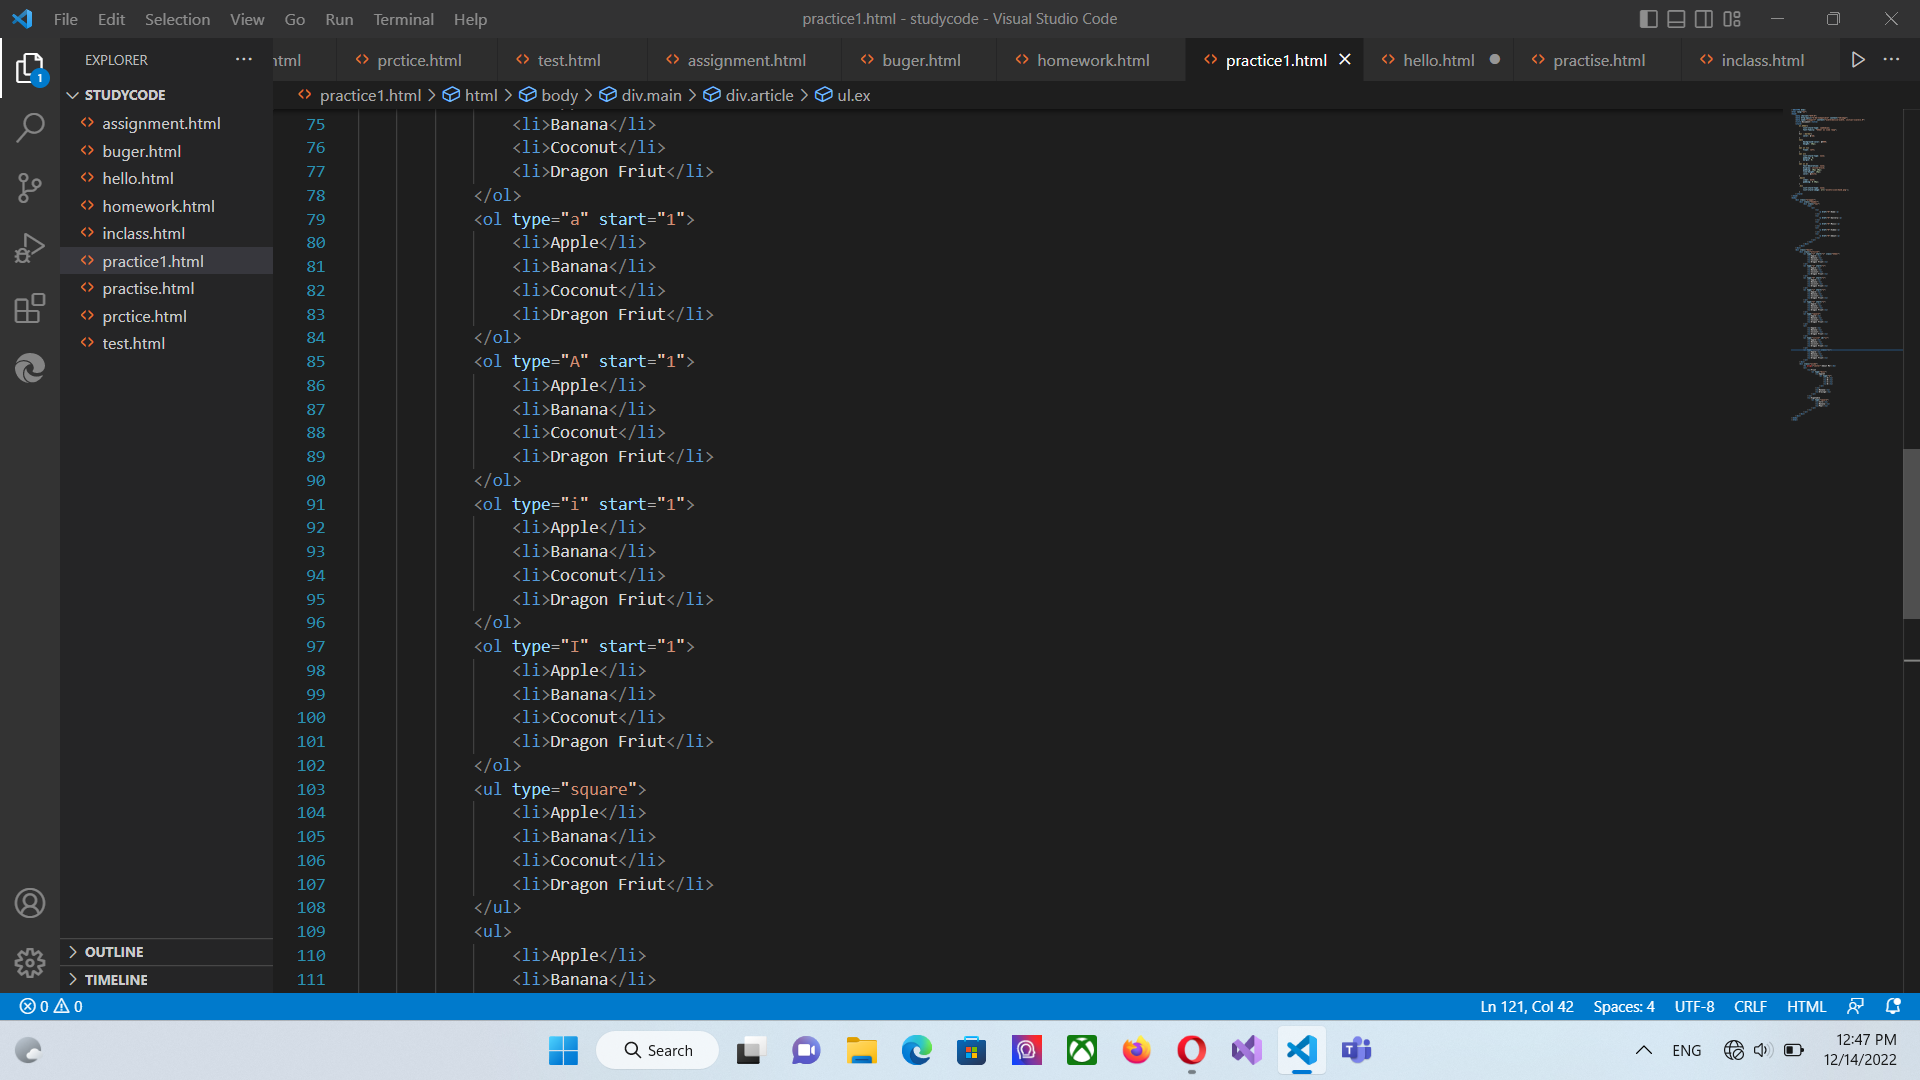 File Edit Selection View Go Run Terminal Help
practice1.html - studycode - Visual Studio Code
EXPLORER
ntml prctice.html test.html assignment.html buger.html homework.html practice1.html hello.html practise.html inclass.html
practice1.html > html > body > div.main > div.article > ul.ex
1
STUDYCODE
assignment.html
buger.html
hello.html
homework.html
inclass.html
practice1.html
practise.html
prctice.html
test.html
OUTLINE
TIMELINE
75 <li>Banana</li>
76 <li>Coconut</li>
77 <li>Dragon Friut</li>
78 </ol>
79 <ol type="a" start="1">
80 <li>Apple</li>
81 <li>Banana</li>
82 <li>Coconut</li>
83 <li>Dragon Friut</li>
84 </ol>
85 <ol type="A" start="1">
86 <li>Apple</li>
87 <li>Banana</li>
88 <li>Coconut</li>
89 <li>Dragon Friut</li>
90 </ol>
91 <ol type="i" start="1">
92 <li>Apple</li>
93 <li>Banana</li>
94 <li>Coconut</li>
95 <li>Dragon Friut</li>
96 </ol>
97 <ol type="I" start="1">
98 <li>Apple</li>
99 <li>Banana</li>
100 <li>Coconut</li>
101 <li>Dragon Friut</li>
102 </ol>
103 <ul type="square">
104 <li>Apple</li>
105 <li>Banana</li>
106 <li>Coconut</li>
107 <li>Dragon Friut</li>
108 </ul>
109 <ul>
110 <li>Apple</li>
111 <li>Banana</li>
0 0
Ln 121, Col 42 Spaces: 4 UTF-8 CRLF HTML
Search
ENG
12:47 PM
12/14/2022